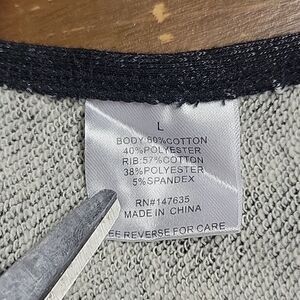 L
BODY:60%COTTON
40%POLYESTER
RIB:57%COTTON
38%POLYESTER
5%SPANDEX
RN#147635
MADE IN CHINA
REVERSE FOR CARE